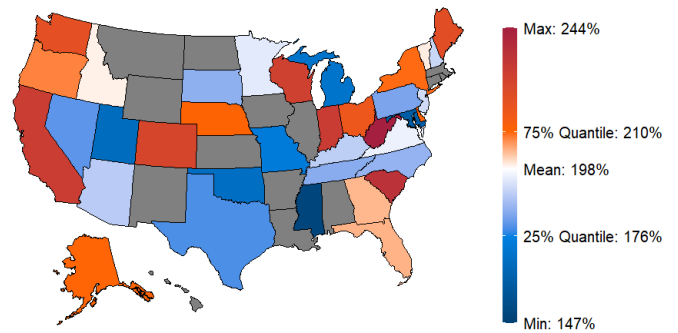 Max: 244%
75% Quantile: 210%
Mean: 198%
25% Quantile: 176%
Min: 147%